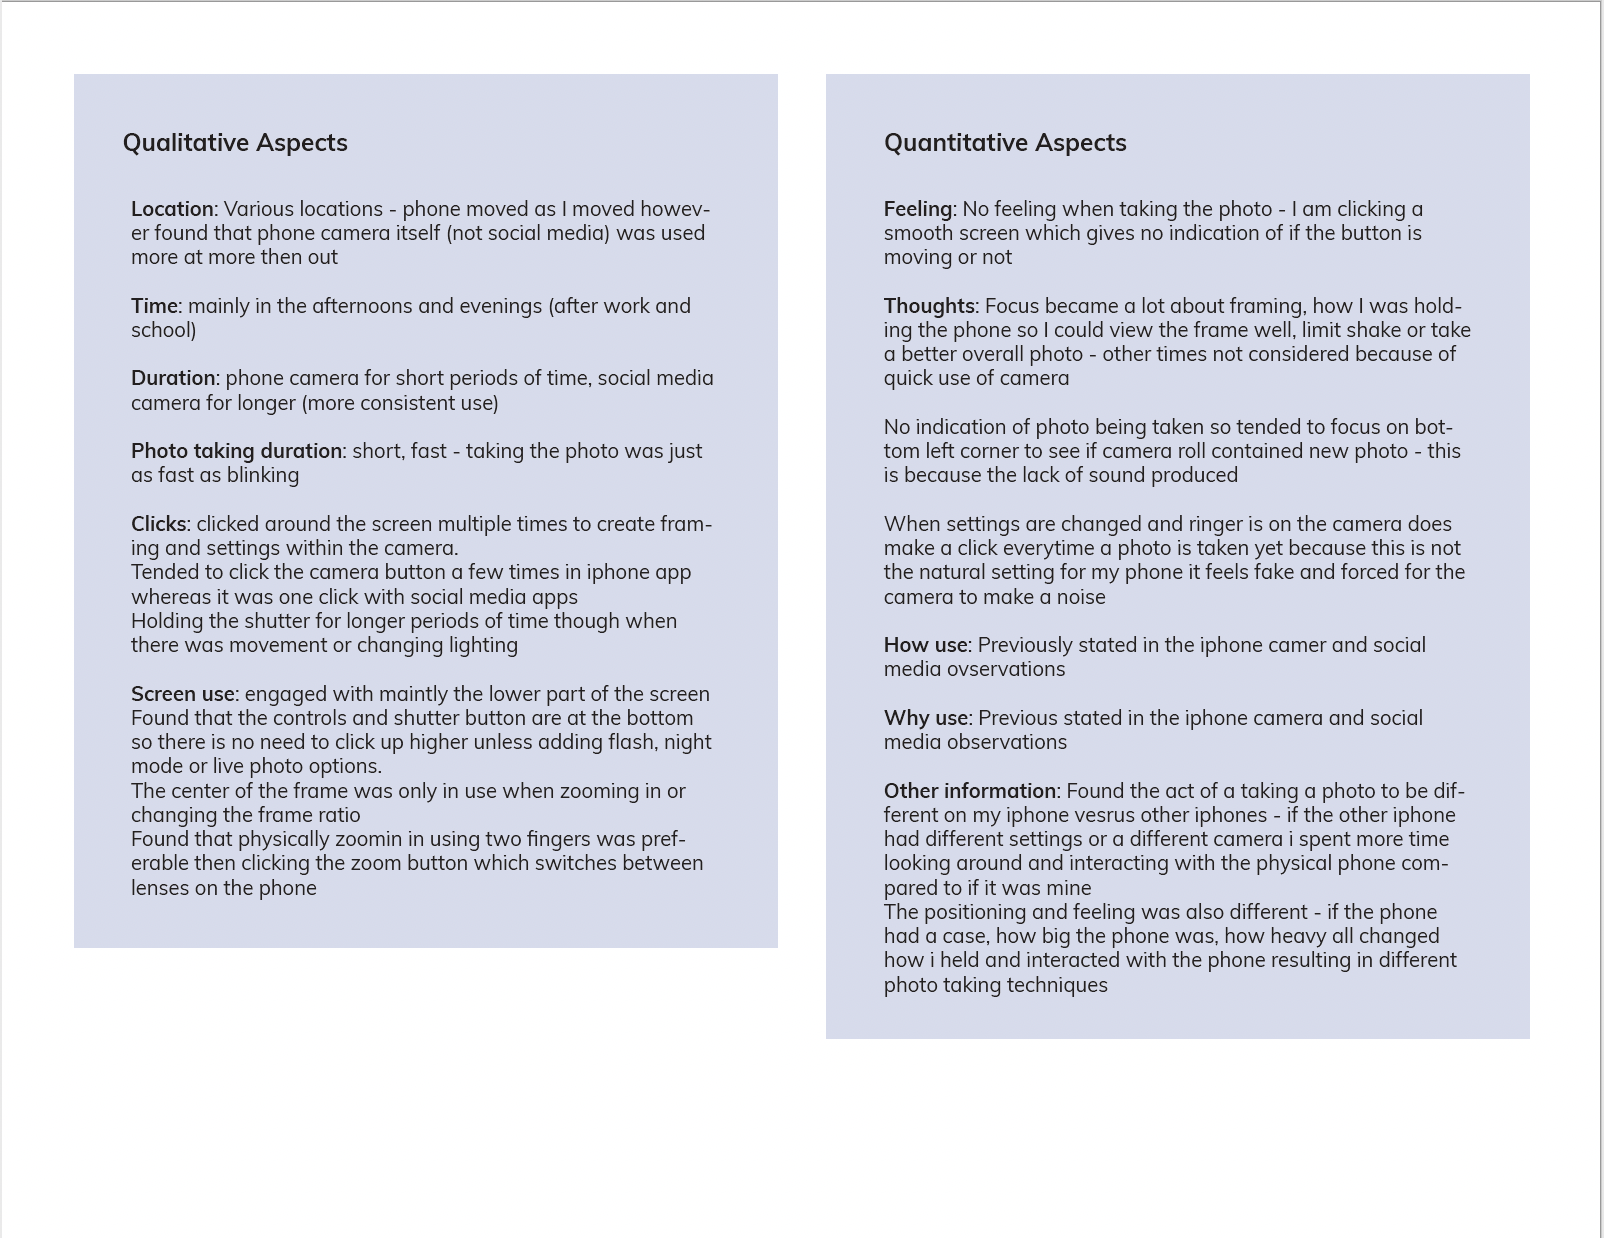 Qualitative Aspects
Location: Various locations - phone moved as I moved howev-
er found that phone camera itself (not social media) was used
more at more then out
Time: mainly in the afternoons and evenings (after work and
school)
Duration: phone camera for short periods of time, social media
camera for longer (more consistent use)
Photo taking duration: short, fast - taking the photo was just
as fast as blinking
Clicks: clicked around the screen multiple times to create fram-
ing and settings within the camera.
Tended to click the camera button a few times in iphone app
whereas it was one click with social media apps
Holding the shutter for longer periods of time though when
there was movement or changing lighting
Screen use: engaged with maintly the lower part of the screen
Found that the controls and shutter button are at the bottom
so there is no need to click up higher unless adding flash, night
mode or live photo options.
The center of the frame was only in use when zooming in or
changing the frame ratio
Found that physically zoomin in using two fingers was pref-
erable then clicking the zoom button which switches between
lenses on the phone
Quantitative Aspects
Feeling: No feeling when taking the photo - I am clicking a
smooth screen which gives no indication of if the button is
moving or not
Thoughts: Focus became a lot about framing, how I was hold-
ing the phone so I could view the frame well, limit shake or take
a better overall photo - other times not considered because of
quick use of camera
No indication of photo being taken so tended to focus on bot-
tom left corner to see if camera roll contained new photo - this
is because the lack of sound produced
When settings are changed and ringer is on the camera does
make a click everytime a photo is taken yet because this is not
the natural setting for my phone it feels fake and forced for the
camera to make a noise
How use: Previously stated in the iphone camer and social
media ovservations
Why use: Previous stated in the iphone camera and social
media observations
Other information: Found the act of a taking a photo to be dif-
ferent on my iphone vesrus other iphones - if the other iphone
had different settings or a different camera i spent more time
looking around and interacting with the physical phone com-
pared to if it was mine
The positioning and feeling was also different - if the phone
had a case, how big the phone was, how heavy all changed
how i held and interacted with the phone resulting in different
photo taking techniques